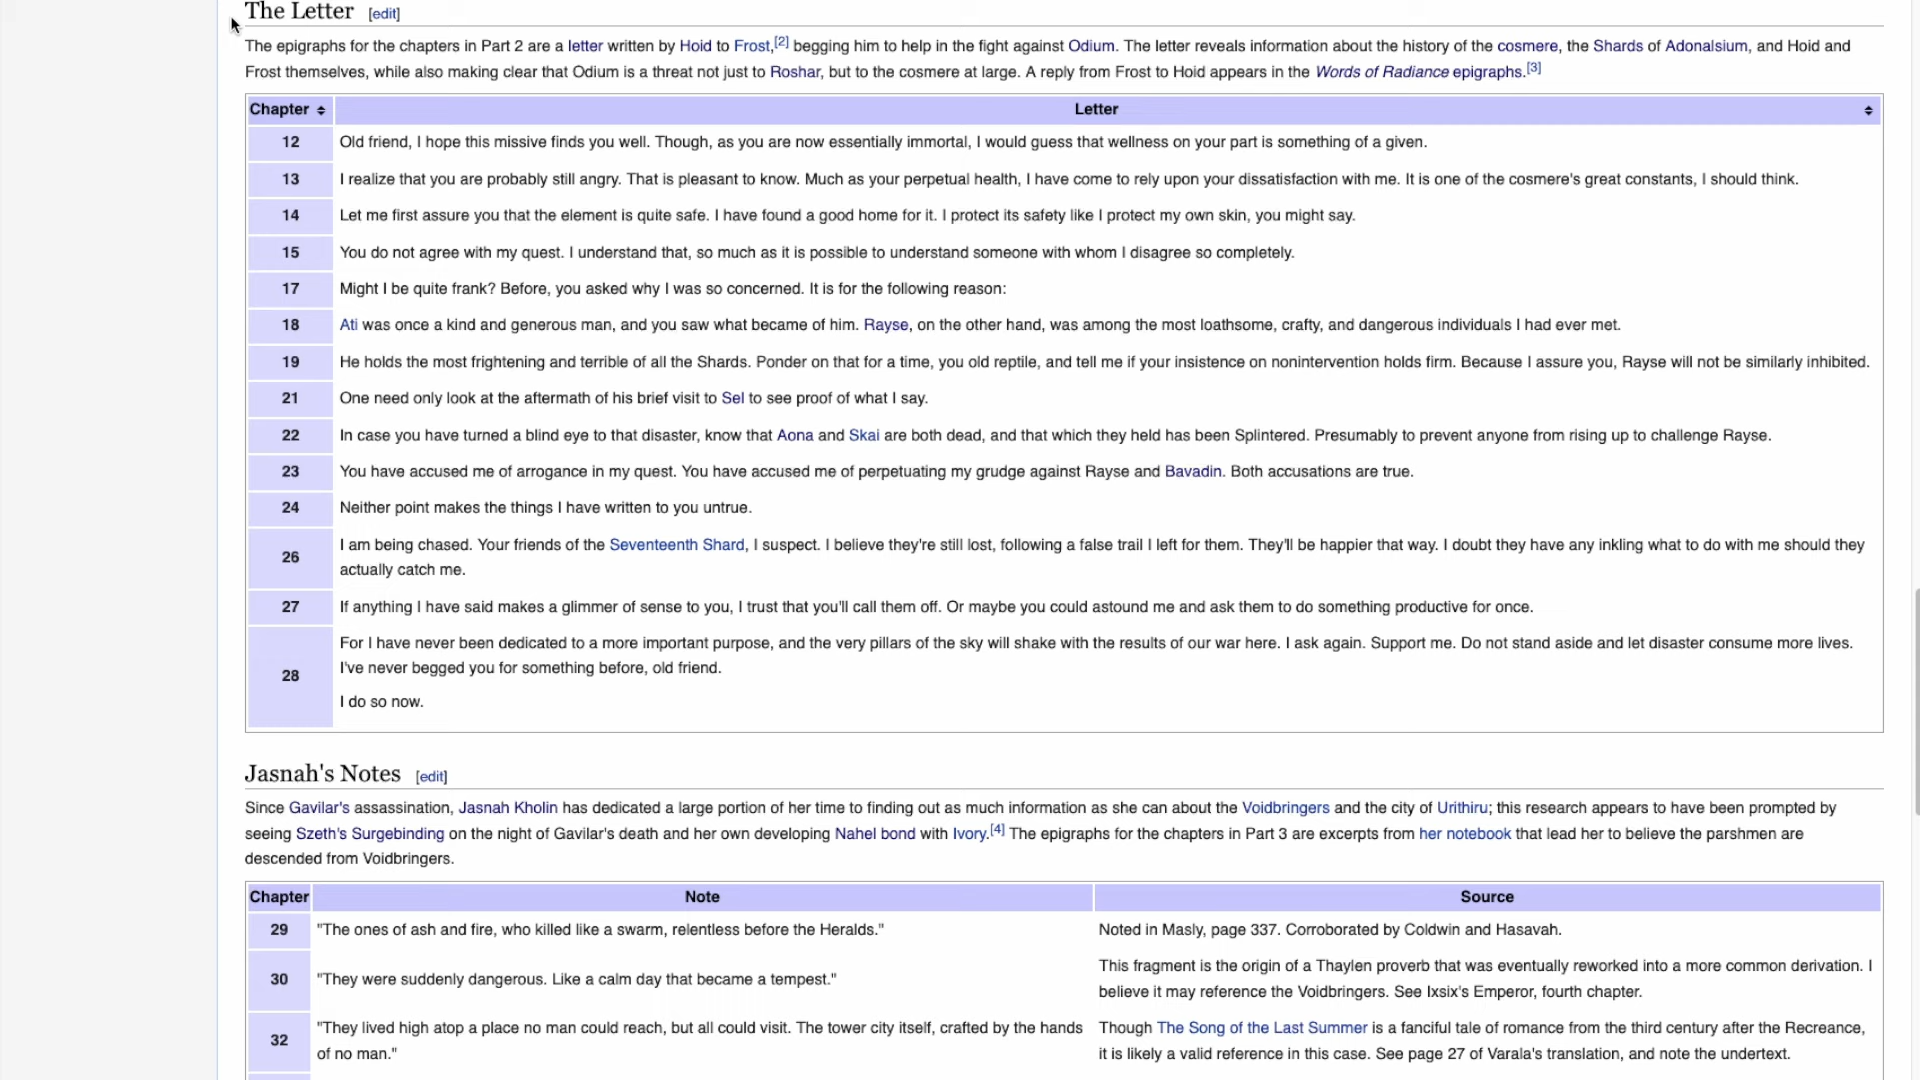 The Letter [edit]
The epigraphs for the chapters in Part 2 are a letter written by Hoid to Frost,[2] begging him to help in the fight against Odium. The letter reveals information about the history of the cosmere, the Shards of Adonalsium, and Hoid and
Frost themselves, while also making clear that Odium is a threat not just to Roshar, but to the cosmere at large. A reply from Frost to Hoid appears in the Words of Radiance epigraphs.[3]
Chapter Letter
12 Old friend, I hope this missive finds you well. Though, as you are now essentially immortal, I would guess that wellness on your part is something of a given.
13 I realize that you are probably still angry. That is pleasant to know. Much as your perpetual health, I have come to rely upon your dissatisfaction with me. It is one of the cosmere's great constants, I should think.
14 Let me first assure you that the element is quite safe. I have found a good home for it. I protect its safety like I protect my own skin, you might say.
15 You do not agree with my quest. I understand that, so much as it is possible to understand someone with whom I disagree so completely.
17 Might I be quite frank? Before, you asked why I was so concerned. It is for the following reason:
18 Ati was once a kind and generous man, and you saw what became of him. Rayse, on the other hand, was among the most loathsome, crafty, and dangerous individuals I had ever met.
19 He holds the most frightening and terrible of all the Shards. Ponder on that for a time, you old reptile, and tell me if your insistence on nonintervention holds firm. Because I assure you, Rayse will not be similarly inhibited.
21 One need only look at the aftermath of his brief visit to Sel to see proof of what I say.
22 In case you have turned a blind eye to that disaster, know that Aona and Skai are both dead, and that which they held has been Splintered. Presumably to prevent anyone from rising up to challenge Rayse.
23 You have accused me of arrogance in my quest. You have accused me of perpetuating my grudge against Rayse and Bavadin. Both accusations are true.
24 Neither point makes the things I have written to you untrue.
26 I am being chased. Your friends of the Seventeenth Shard, I suspect. I believe they're still lost, following a false trail I left for them. They'll be happier that way. I doubt they have any inkling what to do with me should they
actually catch me.
27 If anything I have said makes a glimmer of sense to you, I trust that you'll call them off. Or maybe you could astound me and ask them to do something productive for once.
28 For I have never been dedicated to a more important purpose, and the very pillars of the sky will shake with the results of our war here. I ask again. Support me. Do not stand aside and let disaster consume more lives.
I've never begged you for something before, old friend.
I do so now.
Jasnah's Notes [edit]
Since Gavilar's assassination, Jasnah Kholin has dedicated a large portion of her time to finding out as much information as she can about the Voidbringers and the city of Urithiru; this research appears to have been prompted by
seeing Szeth's Surgebinding on the night of Gavilar's death and her own developing Nahel bond with Ivory.[4] The epigraphs for the chapters in Part 3 are excerpts from her notebook that lead her to believe the parshmen are
descended from Voidbringers.
Chapter Note Source
29 "The ones of ash and fire, who killed like a swarm, relentless before the Heralds." Noted in Masly, page 337. Corroborated by Coldwin and Hasavah.
30 "They were suddenly dangerous. Like a calm day that became a tempest." This fragment is the origin of a Thaylen proverb that was eventually reworked into a more common derivation. I
believe it may reference the Voidbringers. See Ixsix's Emperor, fourth chapter.
32 "They lived high atop a place no man could reach, but all could visit. The tower city itself, crafted by the hands Though The Song of the Last Summer is a fanciful tale of romance from the third century after the Recreance,
of no man." it is likely a valid reference in this case. See page 27 of Varala's translation, and note the undertext.